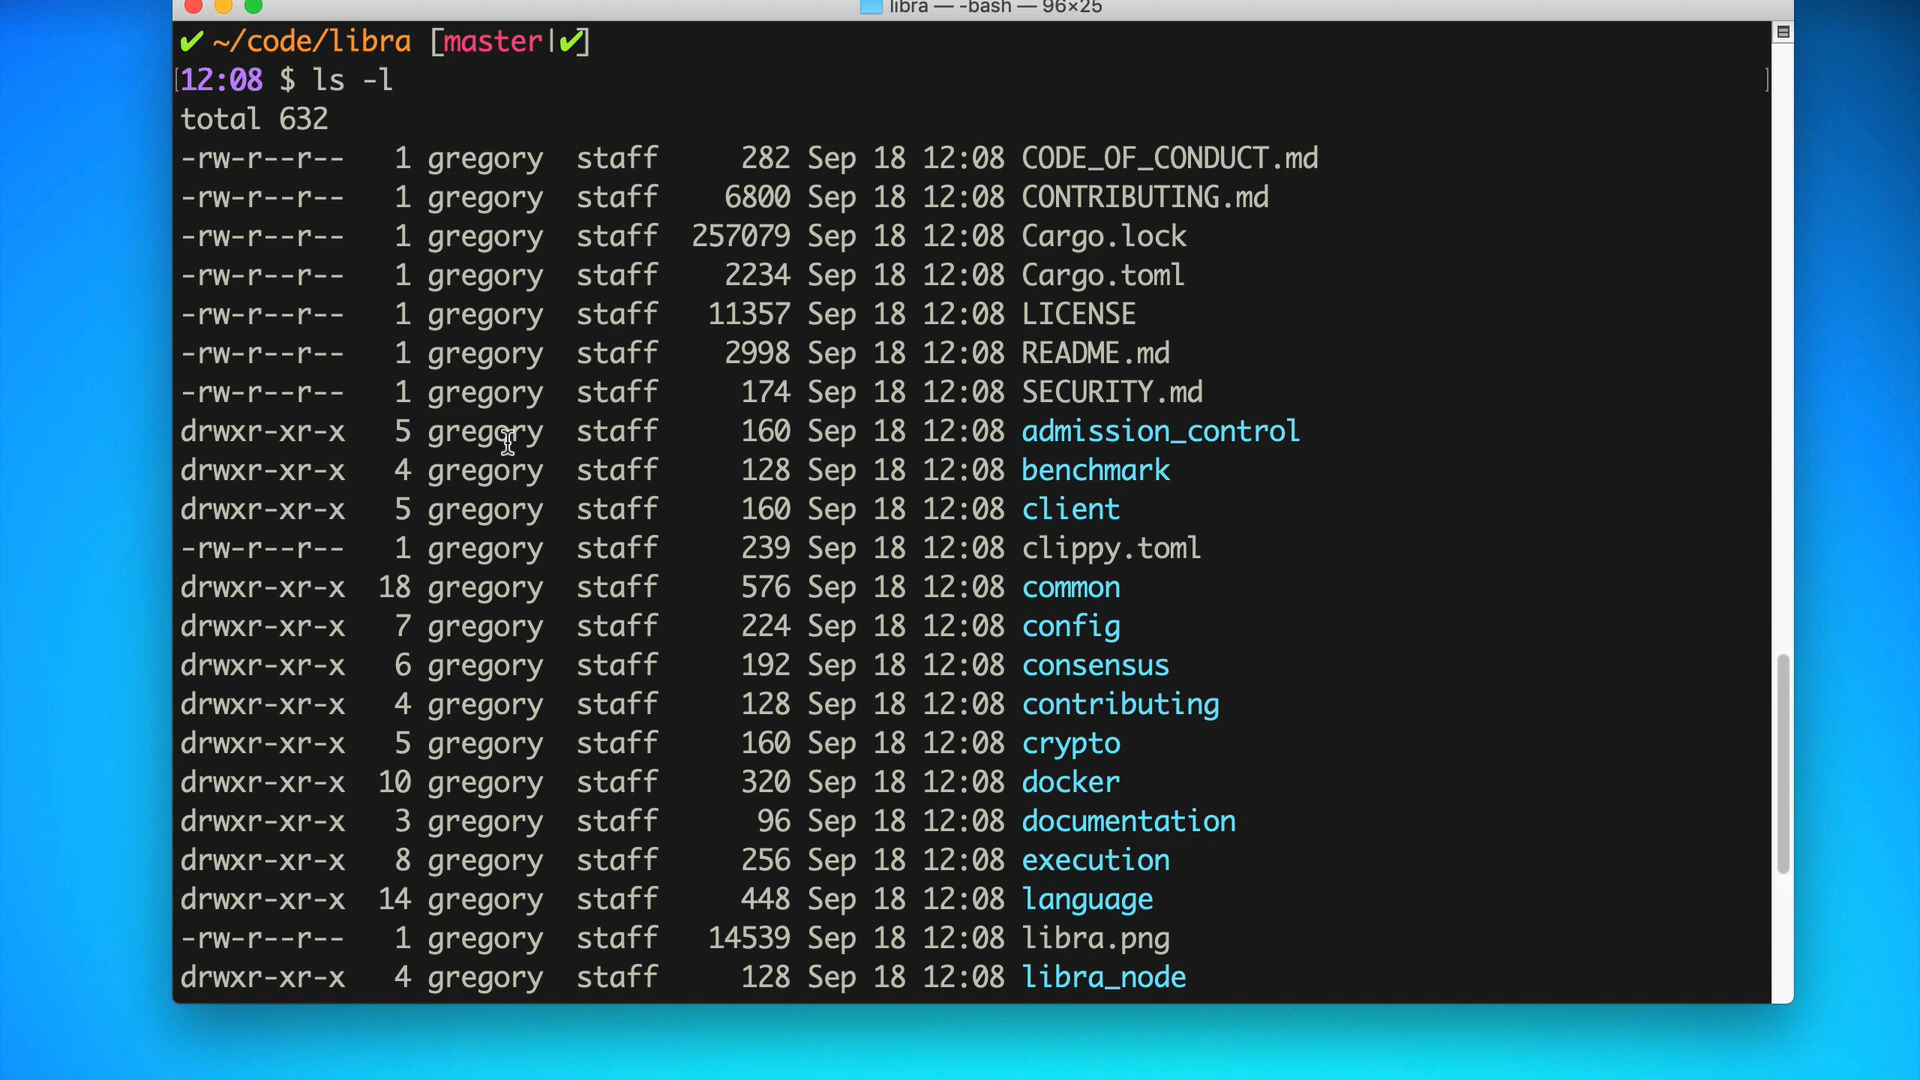 libra — -bash — 96×25
✔ ~/code/libra [master|✔]
[12:08 $ ls -l ]
total 632
-rw-r--r-- 1 gregory staff 282 Sep 18 12:08 CODE_OF_CONDUCT.md
-rw-r--r-- 1 gregory staff 6800 Sep 18 12:08 CONTRIBUTING.md
-rw-r--r-- 1 gregory staff 257079 Sep 18 12:08 Cargo.lock
-rw-r--r-- 1 gregory staff 2234 Sep 18 12:08 Cargo.toml
-rw-r--r-- 1 gregory staff 11357 Sep 18 12:08 LICENSE
-rw-r--r-- 1 gregory staff 2998 Sep 18 12:08 README.md
-rw-r--r-- 1 gregory staff 174 Sep 18 12:08 SECURITY.md
drwxr-xr-x 5 gregory staff 160 Sep 18 12:08 admission_control
drwxr-xr-x 4 gregory staff 128 Sep 18 12:08 benchmark
drwxr-xr-x 5 gregory staff 160 Sep 18 12:08 client
-rw-r--r-- 1 gregory staff 239 Sep 18 12:08 clippy.toml
drwxr-xr-x 18 gregory staff 576 Sep 18 12:08 common
drwxr-xr-x 7 gregory staff 224 Sep 18 12:08 config
drwxr-xr-x 6 gregory staff 192 Sep 18 12:08 consensus
drwxr-xr-x 4 gregory staff 128 Sep 18 12:08 contributing
drwxr-xr-x 5 gregory staff 160 Sep 18 12:08 crypto
drwxr-xr-x 10 gregory staff 320 Sep 18 12:08 docker
drwxr-xr-x 3 gregory staff 96 Sep 18 12:08 documentation
drwxr-xr-x 8 gregory staff 256 Sep 18 12:08 execution
drwxr-xr-x 14 gregory staff 448 Sep 18 12:08 language
-rw-r--r-- 1 gregory staff 14539 Sep 18 12:08 libra.png
drwxr-xr-x 4 gregory staff 128 Sep 18 12:08 libra_node